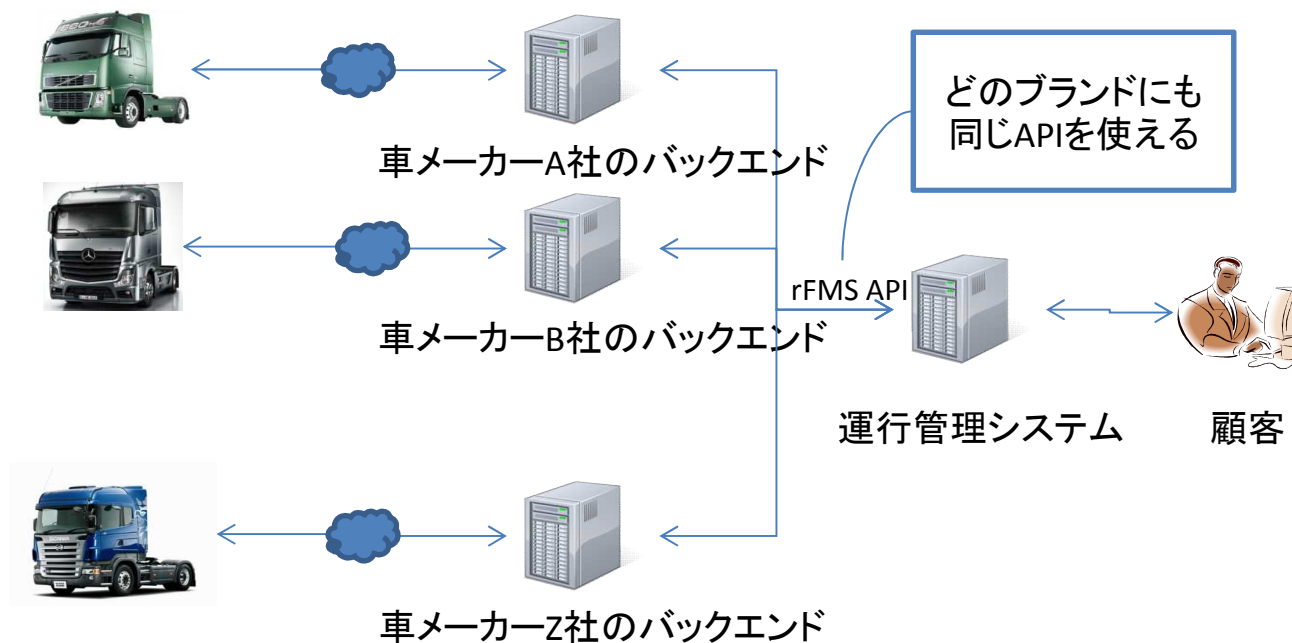 どのブランドにも
同じAPIを使える
車メーカーA社のバックエンド
rFMS API
車メーカーB社のバックエンド
運行管理システム
顧客
車メーカーZ社のバックエンド